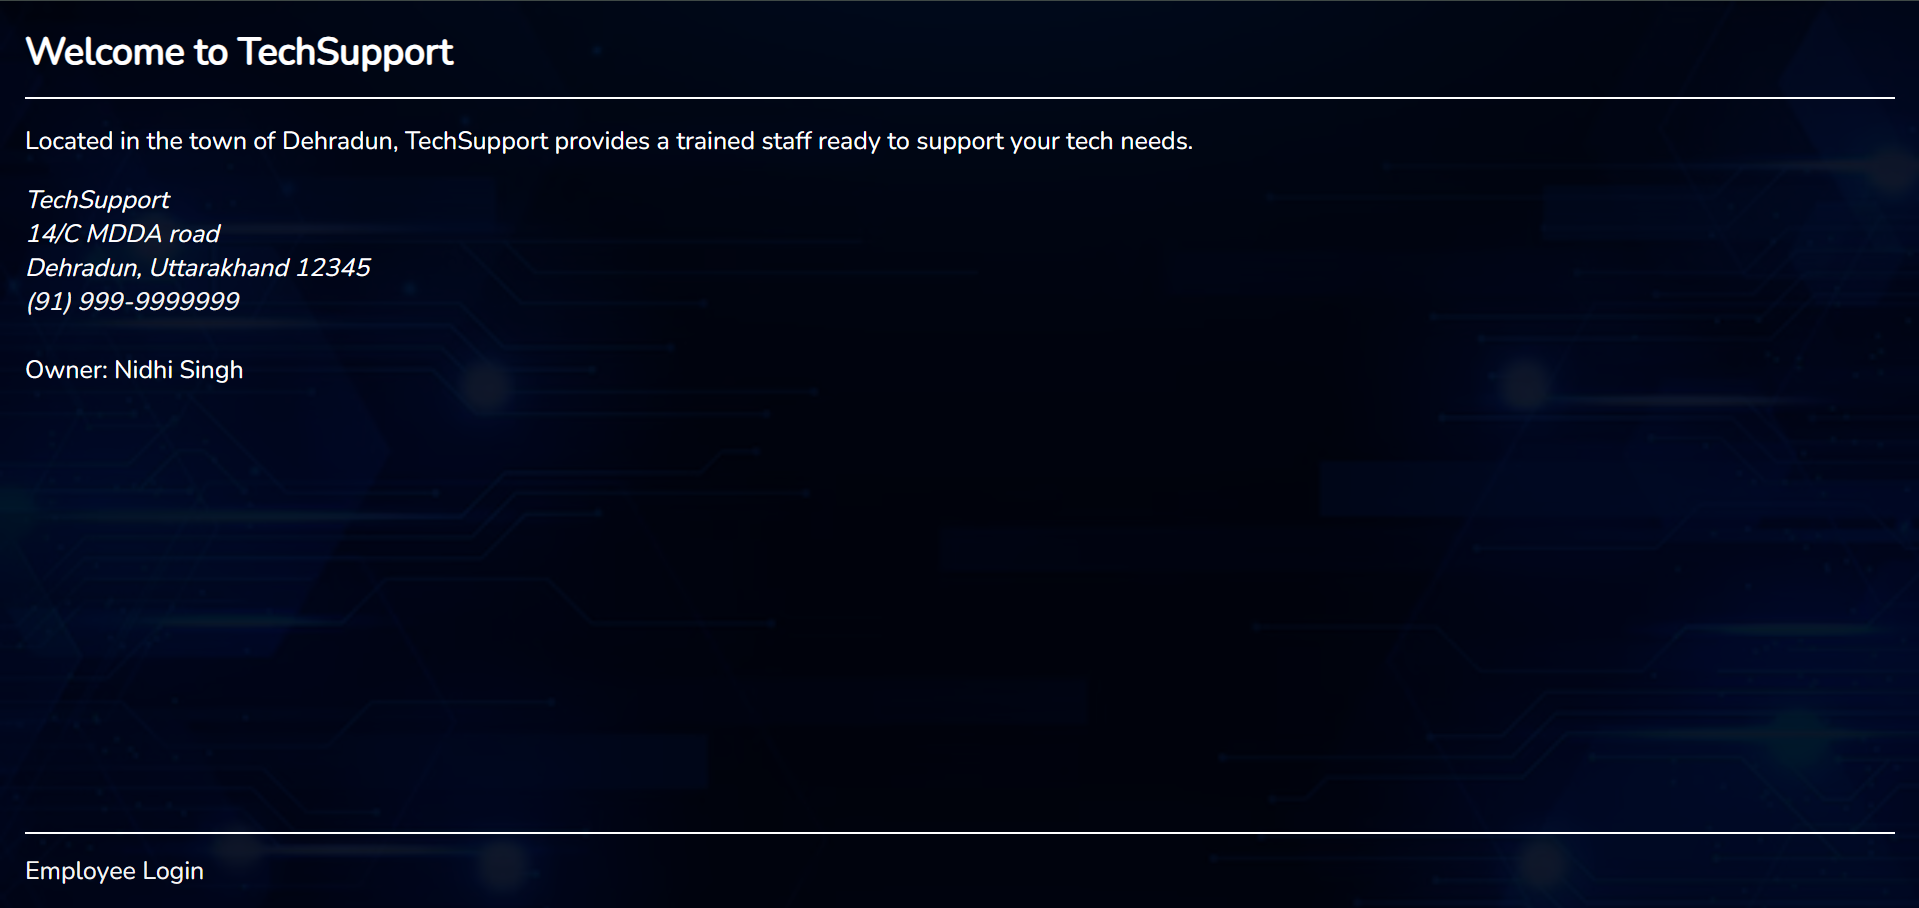 Welcome to TechSupport
Located in the town of Dehradun, TechSupport provides a trained staff ready to support your tech needs.
TechSupport
14/C MDDA road
Dehradun, Uttarakhand 12345
(91) 999-9999999
Owner: Nidhi Singh
Employee Login